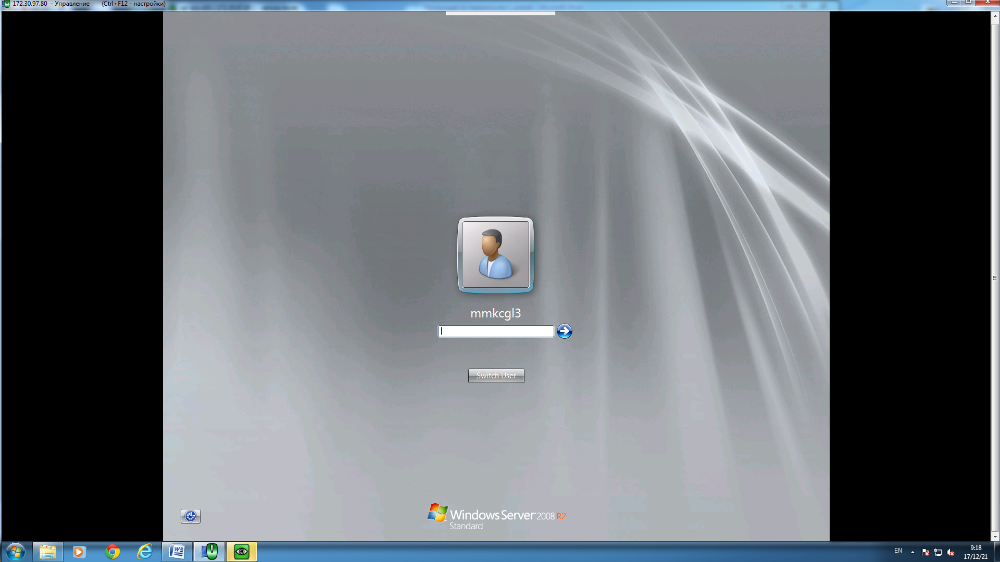 172.30.97.80 - Управление (Ctrl+F12 - настройки)
mmkcgl3
Switch User
Windows Server 2008 R2
Standard
EN
9:18
17/12/21